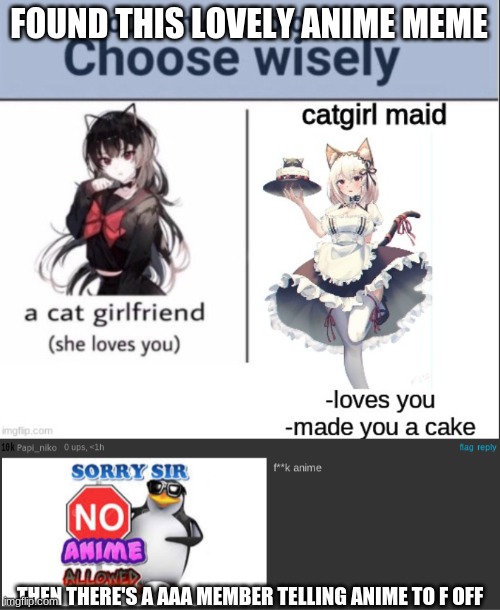 FOUND THIS LOVELY ANIME MEME
Choose wisely
catgirl maid
a cat girlfriend
(she loves you)
-loves you
-made you a cake
imgflip.com
10k Papi_niko 0 ups, <1h
flag reply
SORRY SIR
f**k anime
NO
ANIME
ALLOWED
THEN THERE'S A AAA MEMBER TELLING ANIME TO F OFF
imgflip.com